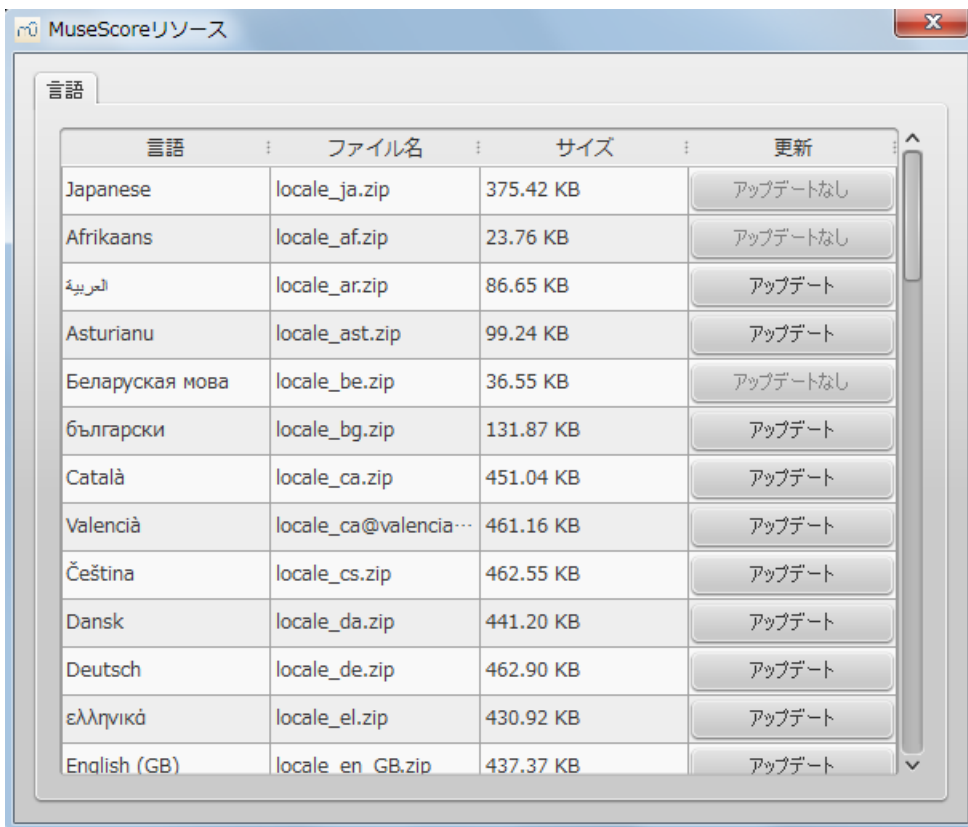 MuseScoreリソース
言語
言語 ファイル名 サイズ 更新
Japanese locale_ja.zip 375.42 KB アップデートなし
Afrikaans locale_af.zip 23.76 KB アップデートなし
العربية locale_ar.zip 86.65 KB アップデート
Asturianu locale_ast.zip 99.24 KB アップデート
Беларуская мова locale_be.zip 36.55 KB アップデートなし
български locale_bg.zip 131.87 KB アップデート
Català locale_ca.zip 451.04 KB アップデート
Valencià locale_ca@valencia… 461.16 KB アップデート
Čeština locale_cs.zip 462.55 KB アップデート
Dansk locale_da.zip 441.20 KB アップデート
Deutsch locale_de.zip 462.90 KB アップデート
ελληνικά locale_el.zip 430.92 KB アップデート
English (GB) locale_en_GB.zip 437.37 KB アップデート